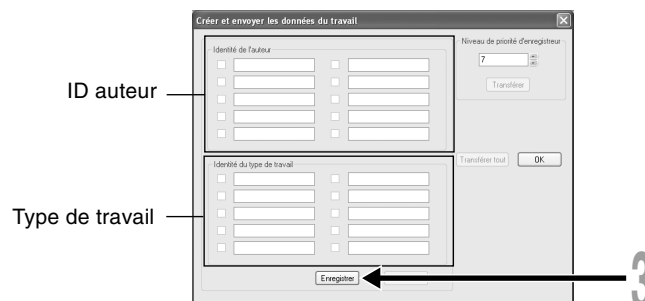 Créer et envoyer les données du travail
Identité de l'auteur
Niveau de priorité d'enregistreur
7
Transférer
ID auteur
Transférer tout
OK
Identité du type de travail
Type de travail
Enregistrer
3